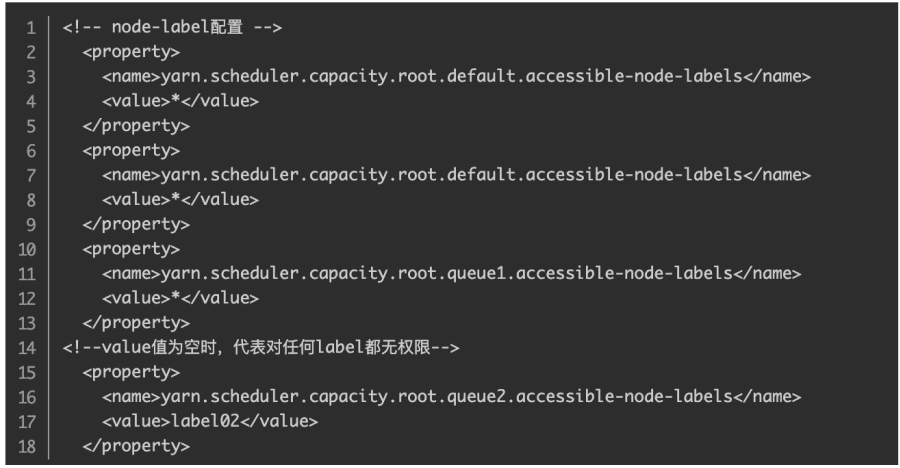 1 <!-- node-label配置 -->
2 <property>
3 <name>yarn.scheduler.capacity.root.default.accessible-node-labels</name>
4 <value>*</value>
5 </property>
6 <property>
7 <name>yarn.scheduler.capacity.root.default.accessible-node-labels</name>
8 <value>*</value>
9 </property>
10 <property>
11 <name>yarn.scheduler.capacity.root.queue1.accessible-node-labels</name>
12 <value>*</value>
13 </property>
14 <!--value值为空时，代表对任何label都无权限-->
15 <property>
16 <name>yarn.scheduler.capacity.root.queue2.accessible-node-labels</name>
17 <value>label02</value>
18 </property>